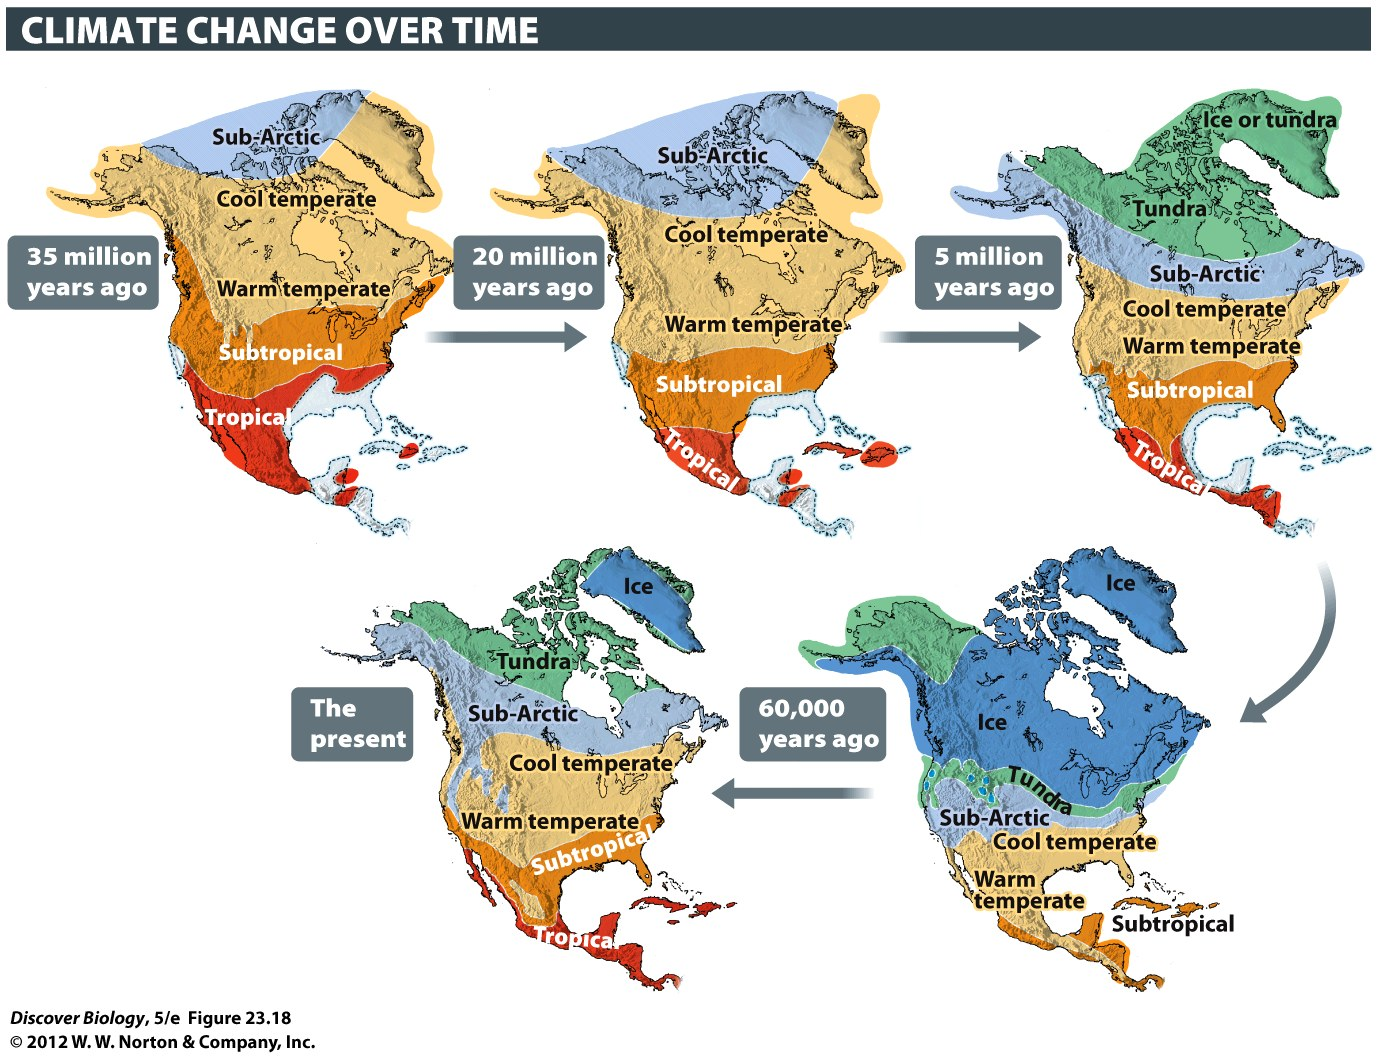 CLIMATE CHANGE OVER TIME
Sub-Arctic
Cool temperate
35 million
years ago
Warm temperate
Subtropical
Tropical
Sub-Arctic
Cool temperate
20 million
years ago
Warm temperate
Subtropical
Tropical
Ice or tundra
Tundra
5 million
years ago
Sub-Arctic
Cool temperate
Warm temperate
Subtropical
Tropical
Ice
Ice
60,000
years ago
Tundra
Sub-Arctic
Cool temperate
Warm
temperate
Subtropical
Ice
Tundra
The
present
Sub-Arctic
Cool temperate
Warm temperate
Subtropical
Tropical
Discover Biology, 5/e Figure 23.18
© 2012 W. W. Norton & Company, Inc.